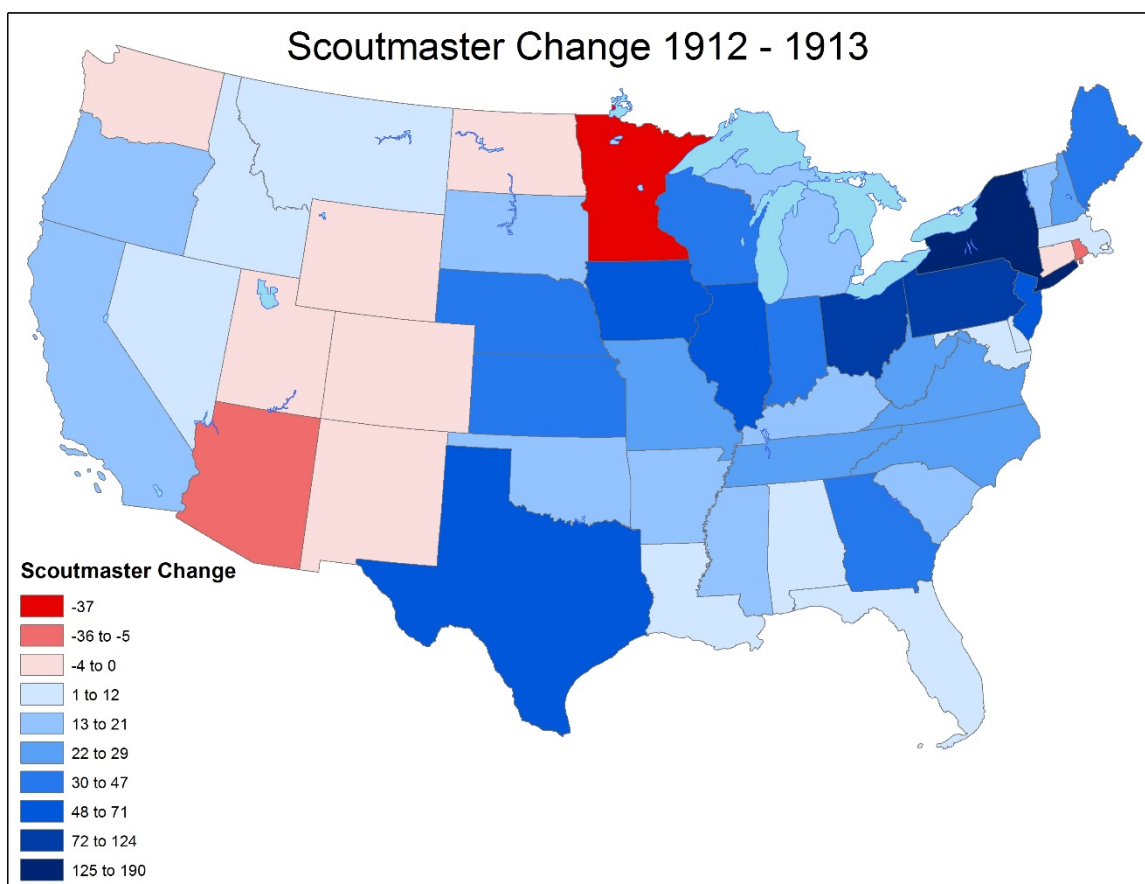 Scoutmaster Change 1912 - 1913
Scoutmaster Change
-37
-36 to -5
-4 to 0
1 to 12
13 to 21
22 to 29
30 to 47
48 to 71
72 to 124
125 to 190